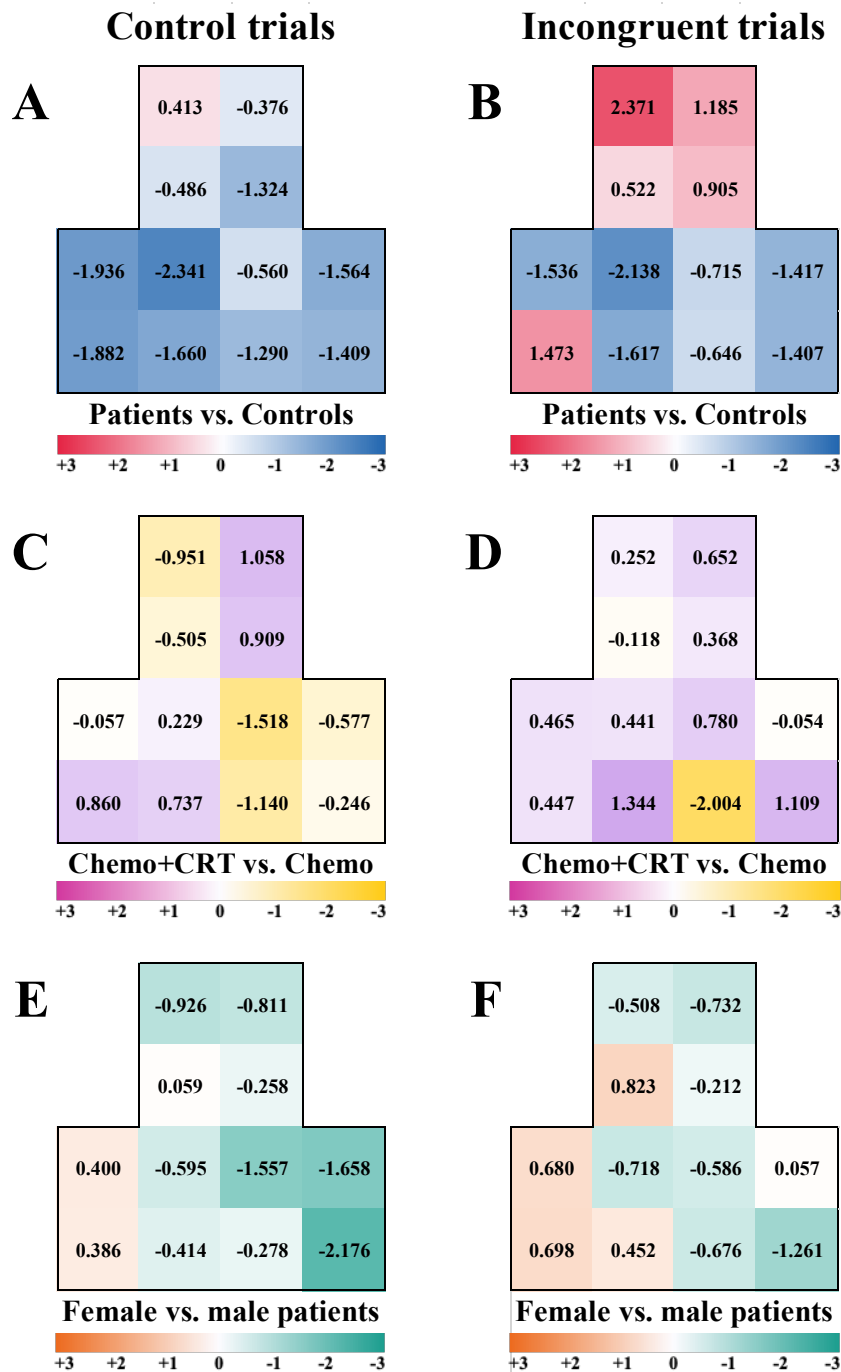 Control trials
Incongruent trials
A
0.413 -0.376
-0.486 -1.324
-1.936 -2.341 -0.560 -1.564
-1.882 -1.660 -1.290 -1.409
Patients vs. Controls
+3 +2 +1 0 -1 -2 -3
B
2.371 1.185
0.522 0.905
-1.536 -2.138 -0.715 -1.417
1.473 -1.617 -0.646 -1.407
Patients vs. Controls
+3 +2 +1 0 -1 -2 -3
C
-0.951 1.058
-0.505 0.909
-0.057 0.229 -1.518 -0.577
0.860 0.737 -1.140 -0.246
Chemo+CRT vs. Chemo
+3 +2 +1 0 -1 -2 -3
D
0.252 0.652
-0.118 0.368
0.465 0.441 0.780 -0.054
0.447 1.344 -2.004 1.109
Chemo+CRT vs. Chemo
+3 +2 +1 0 -1 -2 -3
E
-0.926 -0.811
0.059 -0.258
0.400 -0.595 -1.557 -1.658
0.386 -0.414 -0.278 -2.176
Female vs. male patients
+3 +2 +1 0 -1 -2 -3
F
-0.508 -0.732
0.823 -0.212
0.680 -0.718 -0.586 0.057
0.698 0.452 -0.676 -1.261
Female vs. male patients
+3 +2 +1 0 -1 -2 -3